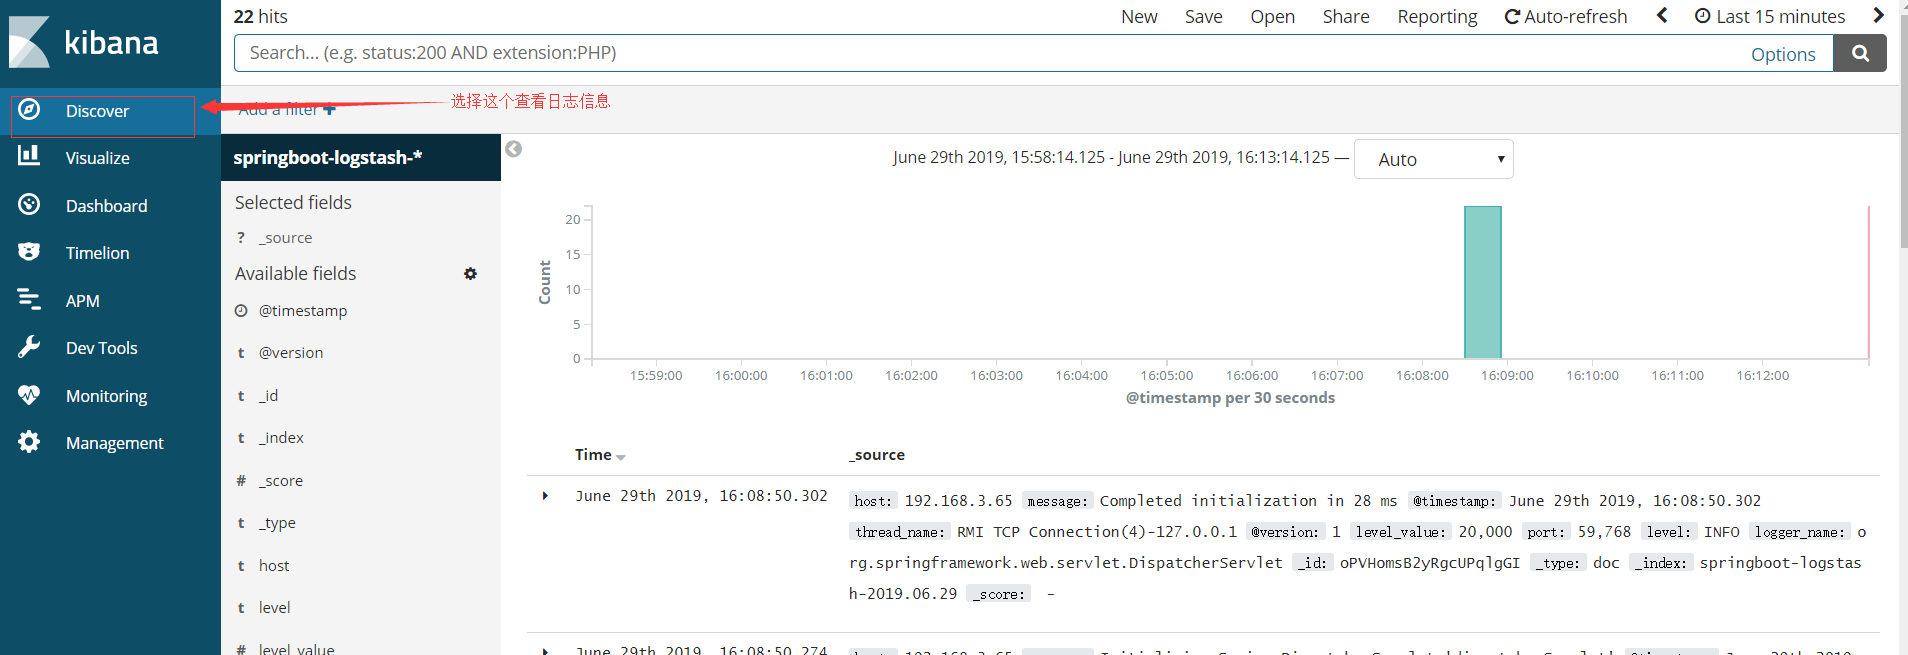 kibana
Discover
Visualize
Dashboard
Timelion
APM
Dev Tools
Monitoring
Management
22 hits
New Save Open Share Reporting Auto-refresh Last 15 minutes
Search... (e.g. status:200 AND extension:PHP) Options
Add a filter +
选择这个查看日志信息
springboot-logstash-*
Selected fields
? _source
Available fields
@timestamp
t @version
t _id
t _index
# _score
t _type
t host
t level
# level_value
June 29th 2019, 15:58:14.125 - June 29th 2019, 16:13:14.125 — Auto
20
15
10
5
0
Count
15:59:00 16:00:00 16:01:00 16:02:00 16:03:00 16:04:00 16:05:00 16:06:00 16:07:00 16:08:00 16:09:00 16:10:00 16:11:00 16:12:00
@timestamp per 30 seconds
Time _source
June 29th 2019, 16:08:50.302 host: 192.168.3.65 message: Completed initialization in 28 ms @timestamp: June 29th 2019, 16:08:50.302
thread_name: RMI TCP Connection(4)-127.0.0.1 @version: 1 level_value: 20,000 port: 59,768 level: INFO logger_name: o
rg.springframework.web.servlet.DispatcherServlet _id: oPVHomsB2yRgcUPqlgGI _type: doc _index: springboot-logstas
h-2019.06.29 _score: -
June 29th 2019, 16:08:50.274